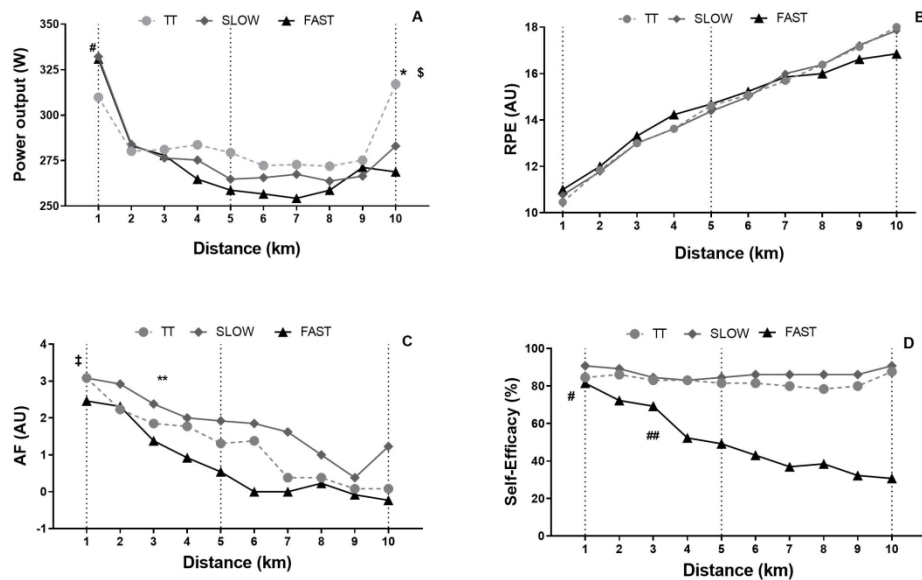 TT SLOW FAST A
350
325
300
275
250
Power output (W)
#
* $
1 2 3 4 5 6 7 8 9 10
Distance (km)
TT SLOW FAST B
18
16
14
12
10
RPE (AU)
1 2 3 4 5 6 7 8 9 10
Distance (km)
TT SLOW FAST C
4
3
2
1
0
-1
AF (AU)
‡
**
1 2 3 4 5 6 7 8 9 10
Distance (km)
TT SLOW FAST D
100
80
60
40
20
0
Self-Efficacy (%)
#
##
1 2 3 4 5 6 7 8 9 10
Distance (km)